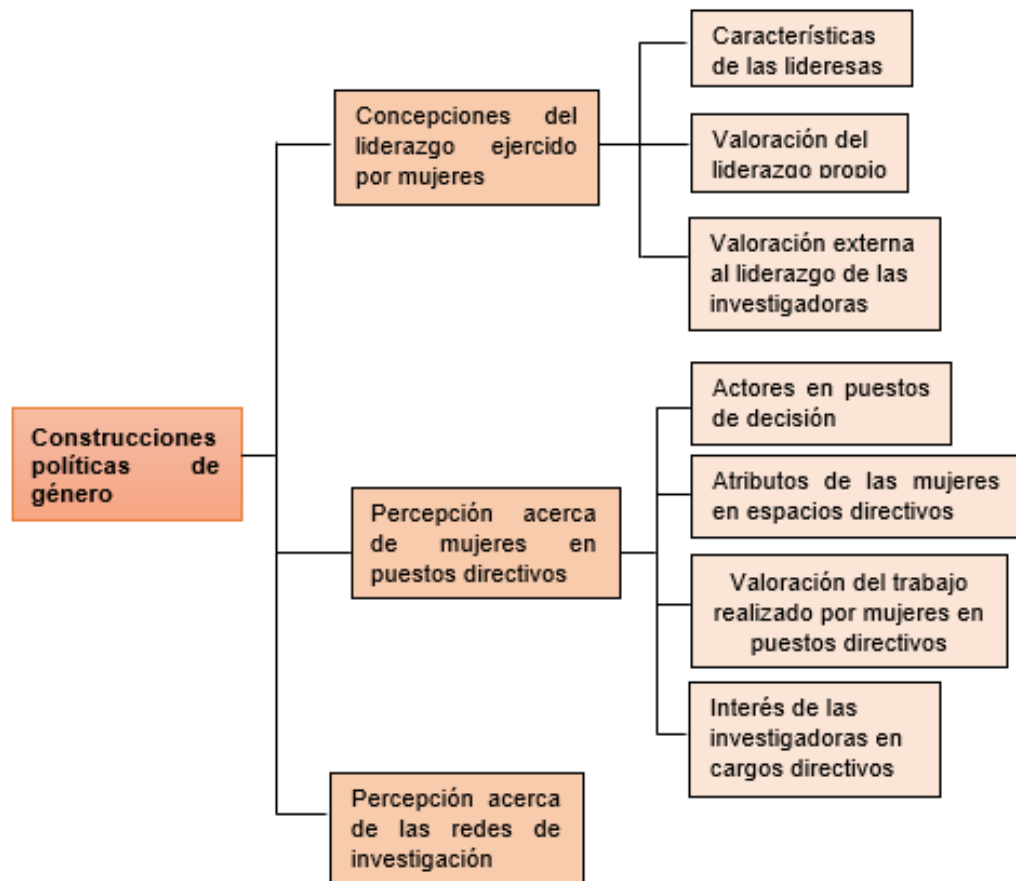 Construcciones
políticas de
género
Concepciones del
liderazgo ejercido
por mujeres
Características
de las lideresas
Valoración del
liderazgo propio
Valoración externa
al liderazgo de las
investigadoras
Percepción acerca
de mujeres en
puestos directivos
Actores en puestos
de decisión
Atributos de las mujeres
en espacios directivos
Valoración del trabajo
realizado por mujeres en
puestos directivos
Interés de las
investigadoras en
cargos directivos
Percepción acerca
de las redes de
investigación